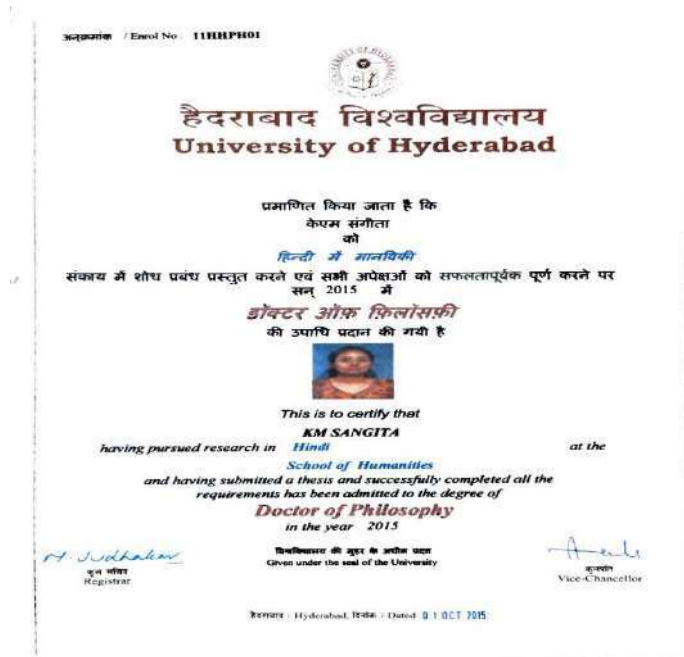 अनुक्रमांक / Enrol No 11HHPH01
UNIVERSITY OF HYDERABAD
हैदराबाद विश्वविद्यालय
University of Hyderabad
प्रमाणित किया जाता है कि
केएम संगीता
को
हिन्दी में मानविकी
संकाय में शोध प्रबंध प्रस्तुत करने एवं सभी अपेक्षओं को सफलतापूर्वक पूर्ण करने पर
सन् 2015 में
डॉक्टर ऑफ़ फ़िलॉसफ़ी
की उपाधि प्रदान की गयी है
This is to certify that
KM SANGITA
having pursued research in Hindi at the
School of Humanities
and having submitted a thesis and successfully completed all the
requirements has been admitted to the degree of
Doctor of Philosophy
in the year 2015
विश्वविद्यालय की मुहर के अधीन प्रदत्त
Given under the seal of the University
Registrar
कुलपति
Vice-Chancellor
हैदराबाद / Hyderabad, दिनांक / Dated 01 OCT 2015